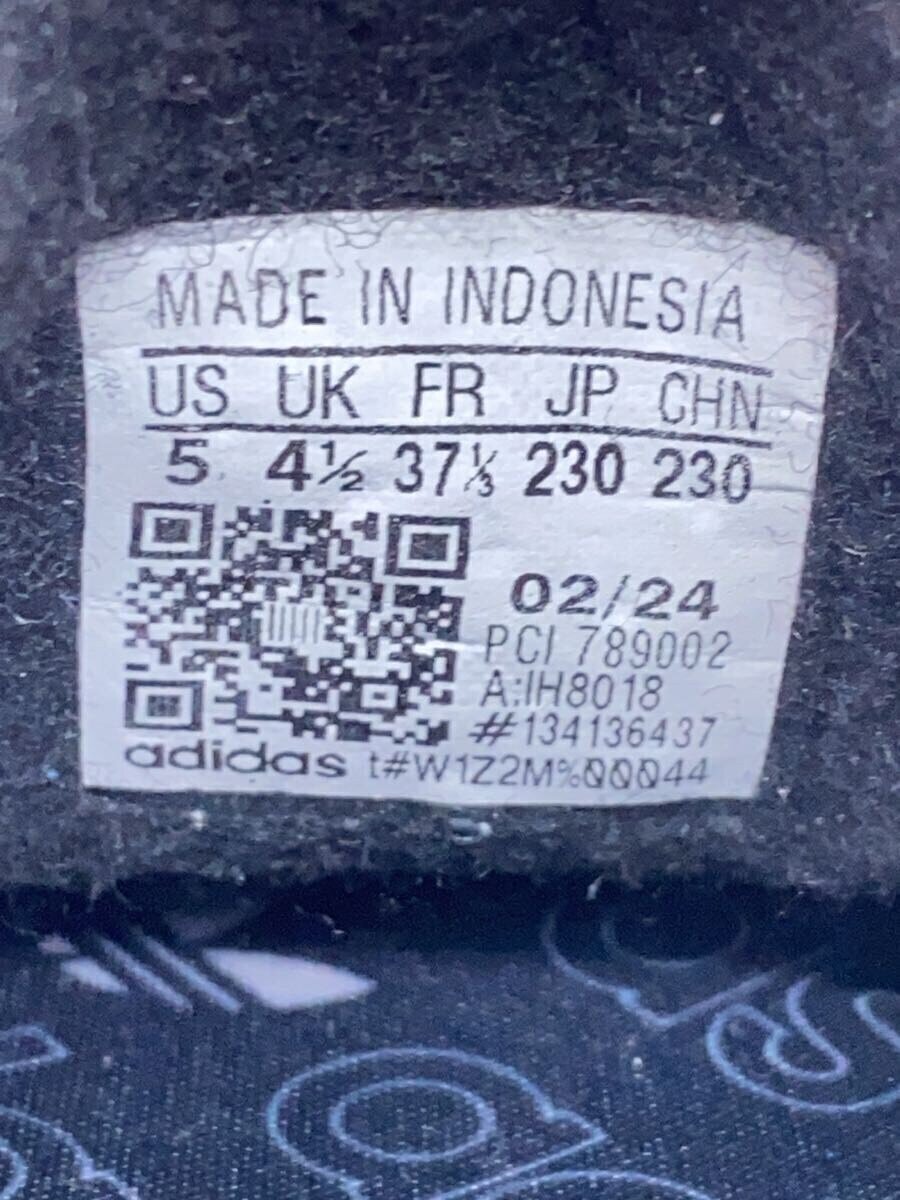 MADE IN INDONESIA
US UK FR JP CHN
5 4½ 37⅓ 230 230
02/24
PCI 789002
A:IH8018
#134136437
adidas t#W1Z2M%00044